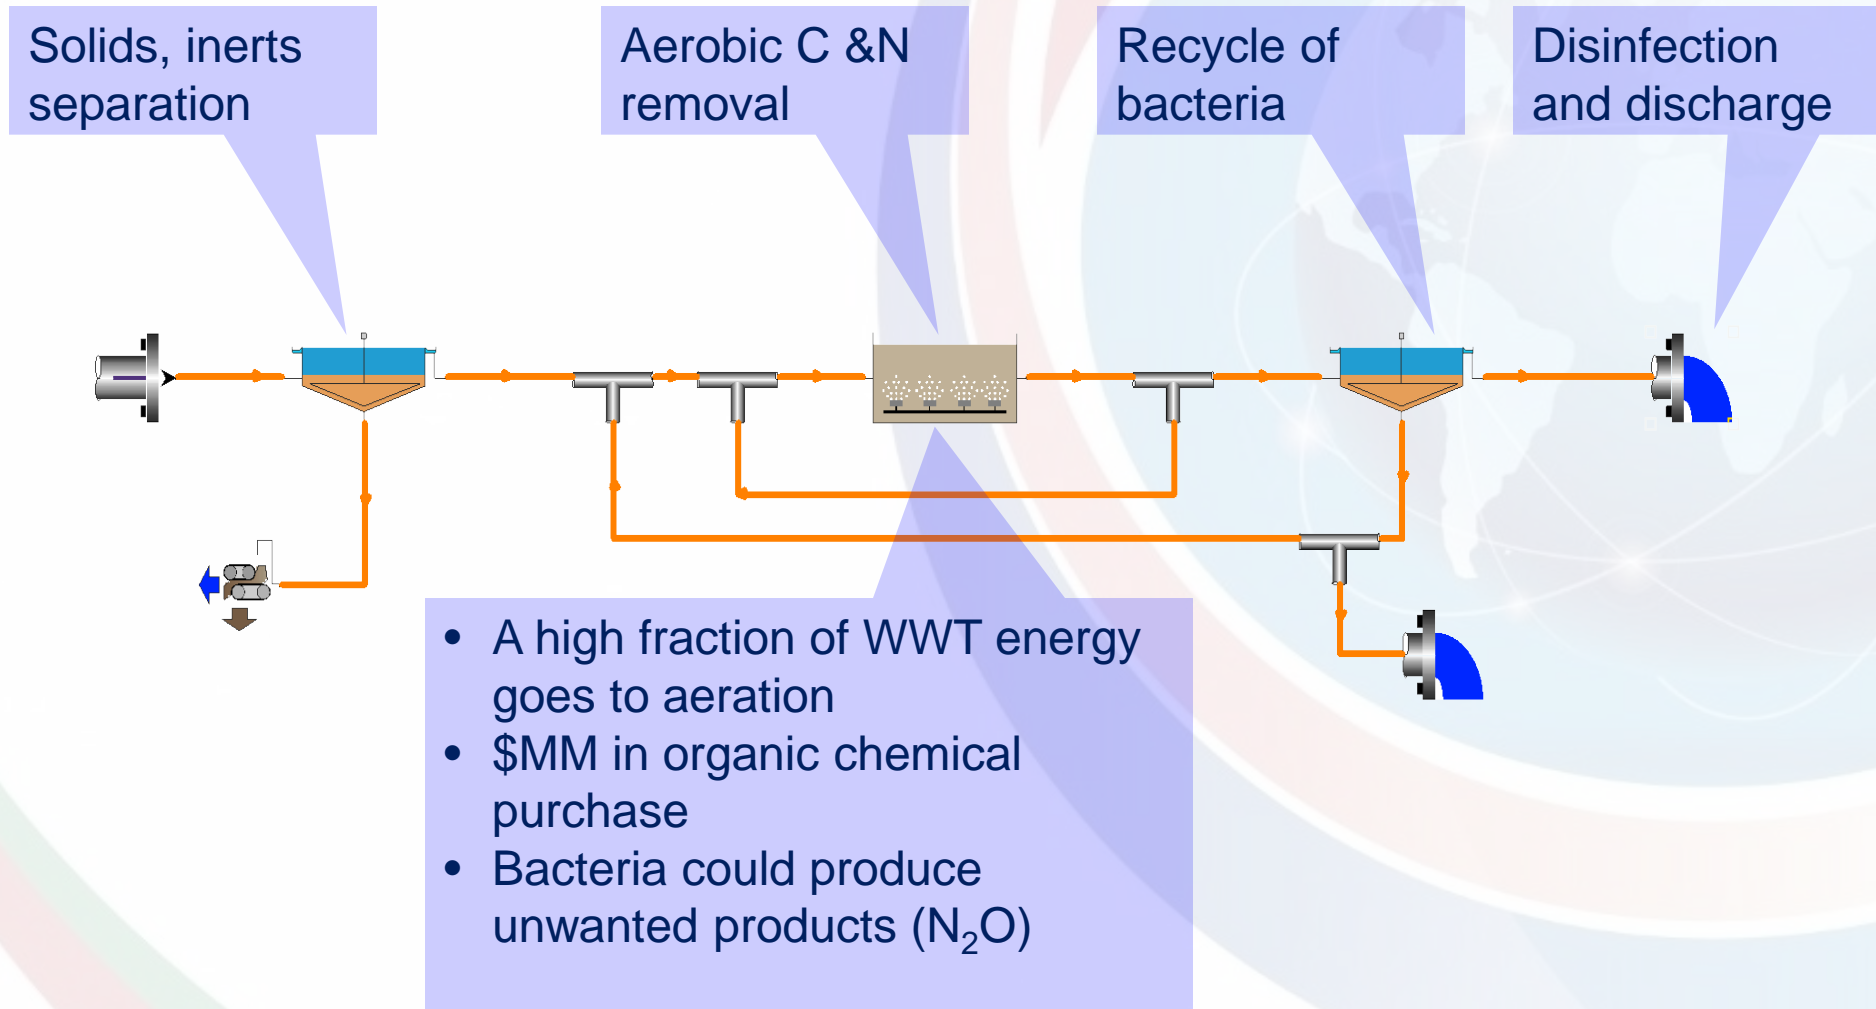 Solids, inerts
separation
Aerobic C &N
removal
Recycle of
bacteria
Disinfection
and discharge
• A high fraction of WWT energy
goes to aeration
• $MM in organic chemical
purchase
• Bacteria could produce
unwanted products (N₂O)